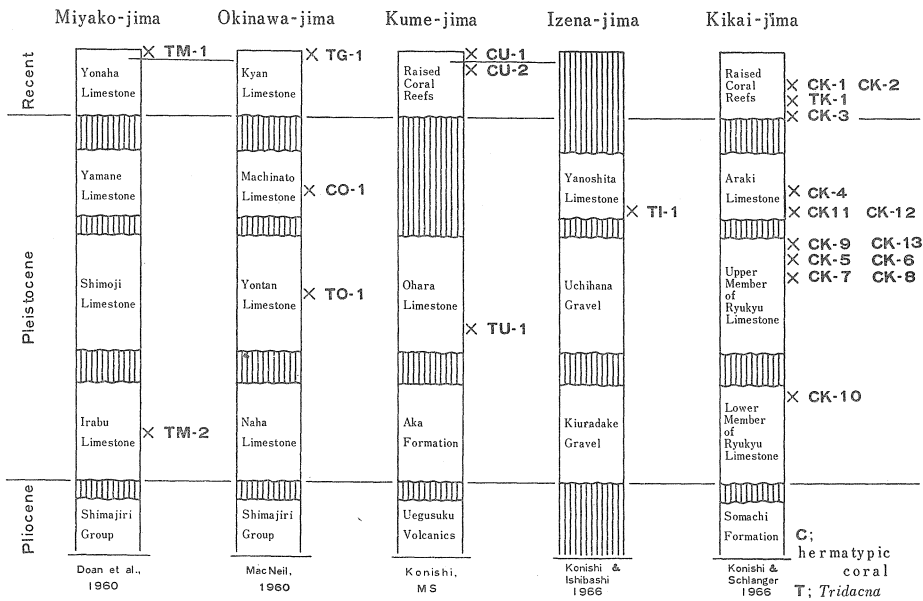 Miyako-jima
Okinawa-jima
Kume-jima
Izena-jima
Kikai-jima
Recent
Pleistocene
Pliocene
Yonaha
Limestone
Yamane
Limestone
Shimoji
Limestone
Irabu
Limestone
Shimajiri
Group
Doan et al.,
1960
TM-1
TM-2
Kyan
Limestone
Machinato
Limestone
Yontan
Limestone
Naha
Limestone
Shimajiri
Group
MacNeil,
1960
TG-1
CO-1
TO-1
Raised
Coral
Reefs
Ohara
Limestone
Aka
Formation
Uegusuku
Volcanics
Konishi,
MS
CU-1
CU-2
TU-1
Yanoshita
Limestone
Uchihana
Gravel
Kiuradake
Gravel
Konishi &
Ishibashi
1966
TI-1
Raised
Coral
Reefs
Araki
Limestone
Upper
Member
of
Ryukyu
Limestone
Lower
Member
of
Ryukyu
Limestone
Somachi
Formation
Konishi &
Schlanger
1966
CK-1 CK-2
TK-1
CK-3
CK-4
CK11 CK-12
CK-9 CK-13
CK-5 CK-6
CK-7 CK-8
CK-10
C;
hermatypic
coral
T; Tridacna